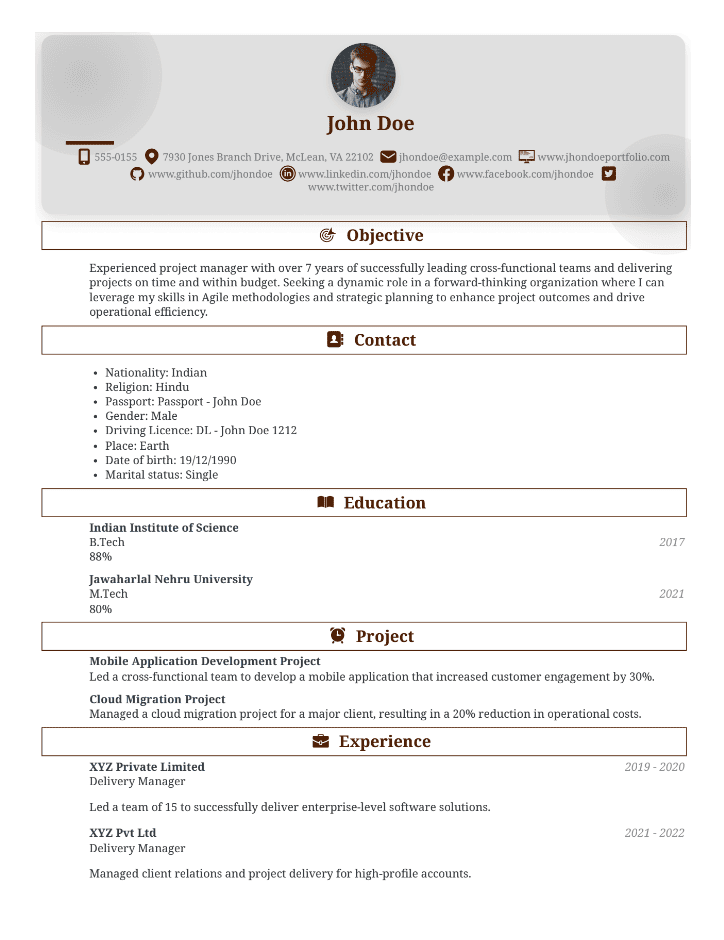 John Doe
555-0155 7930 Jones Branch Drive, McLean, VA 22102 jhondoe@example.com www.jhondoeportfolio.com
www.github.com/jhondoe www.linkedin.com/jhondoe www.facebook.com/jhondoe
www.twitter.com/jhondoe
Objective
Experienced project manager with over 7 years of successfully leading cross-functional teams and delivering
projects on time and within budget. Seeking a dynamic role in a forward-thinking organization where I can
leverage my skills in Agile methodologies and strategic planning to enhance project outcomes and drive
operational efficiency.
Contact
• Nationality: Indian
• Religion: Hindu
• Passport: Passport - John Doe
• Gender: Male
• Driving Licence: DL - John Doe 1212
• Place: Earth
• Date of birth: 19/12/1990
• Marital status: Single
Education
Indian Institute of Science
B.Tech 2017
88%
Jawaharlal Nehru University
M.Tech 2021
80%
Project
Mobile Application Development Project
Led a cross-functional team to develop a mobile application that increased customer engagement by 30%.
Cloud Migration Project
Managed a cloud migration project for a major client, resulting in a 20% reduction in operational costs.
Experience
XYZ Private Limited 2019 - 2020
Delivery Manager
Led a team of 15 to successfully deliver enterprise-level software solutions.
XYZ Pvt Ltd 2021 - 2022
Delivery Manager
Managed client relations and project delivery for high-profile accounts.